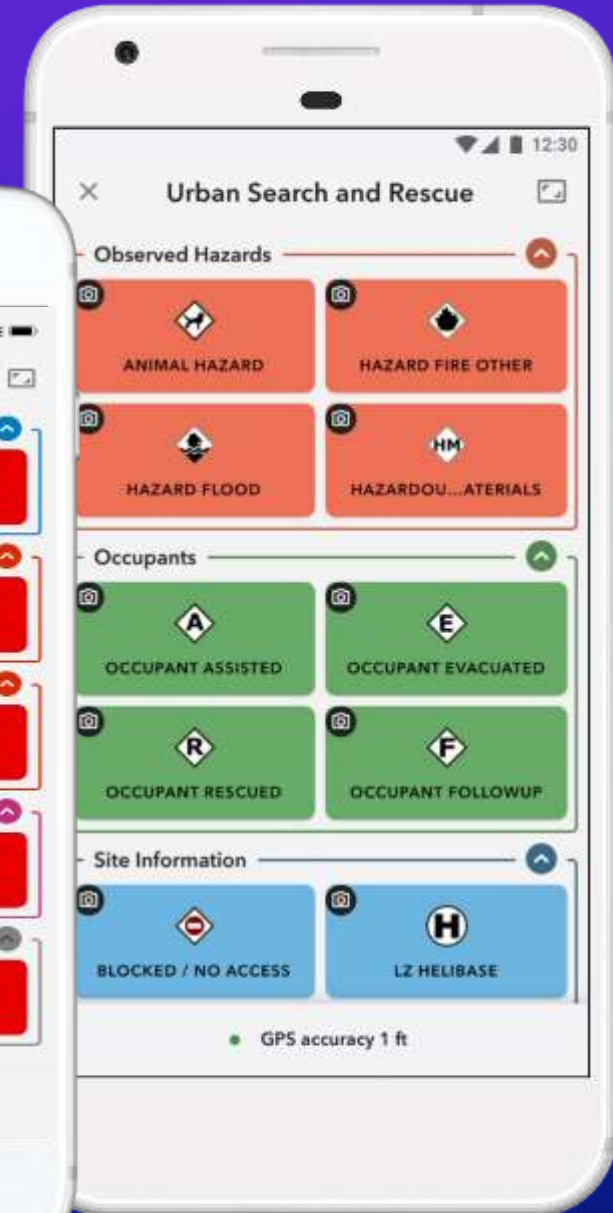 12:30
Urban Search and Rescue
Observed Hazards
ANIMAL HAZARD
HAZARD FIRE OTHER
HAZARD FLOOD
HM
HAZARDOU...ATERIALS
Occupants
A
OCCUPANT ASSISTED
E
OCCUPANT EVACUATED
R
OCCUPANT RESCUED
F
OCCUPANT FOLLOWUP
Site Information
BLOCKED / NO ACCESS
H
LZ HELIBASE
GPS accuracy 1 ft